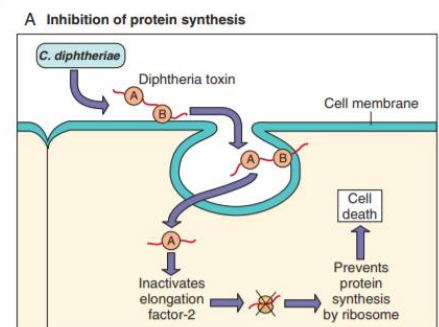 A Inhibition of protein synthesis
C. diphtheriae
Diphtheria toxin
A
B
Cell membrane
A
B
Cell
death
A
Inactivates
elongation
factor-2
Prevents
protein
synthesis
by ribosome